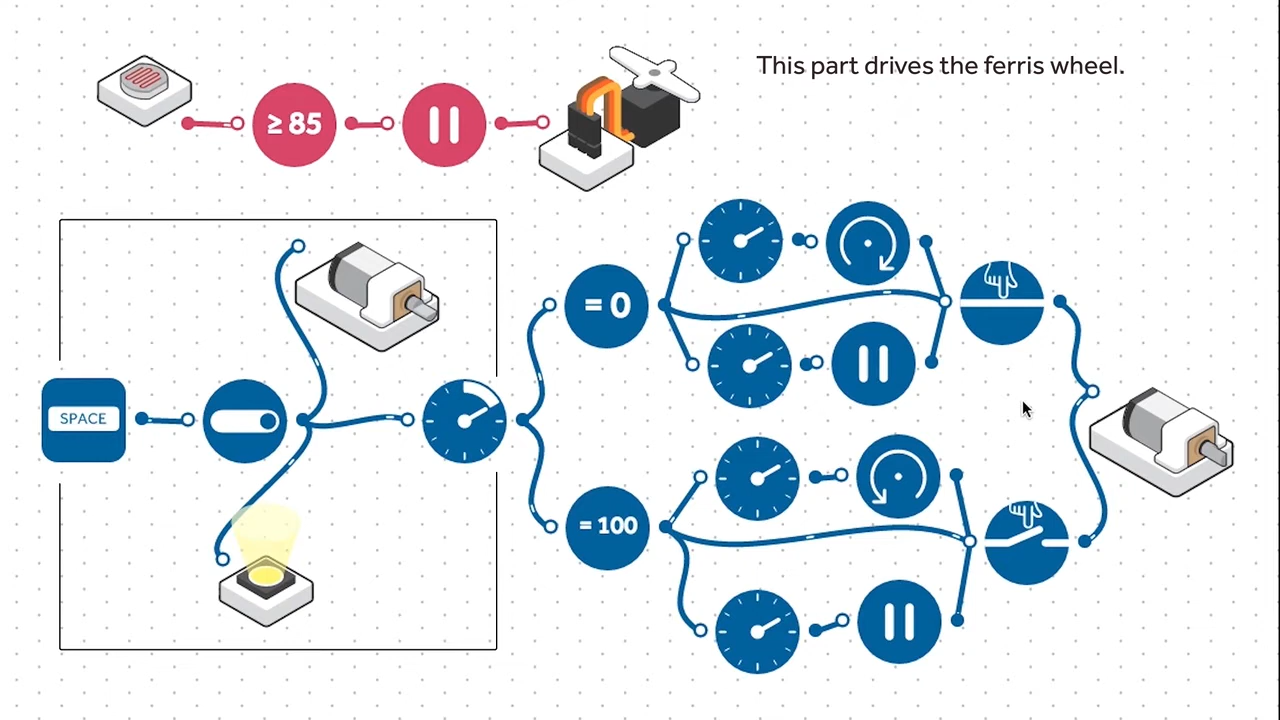 This part drives the ferris wheel.
≥ 85
= 0
SPACE
= 100